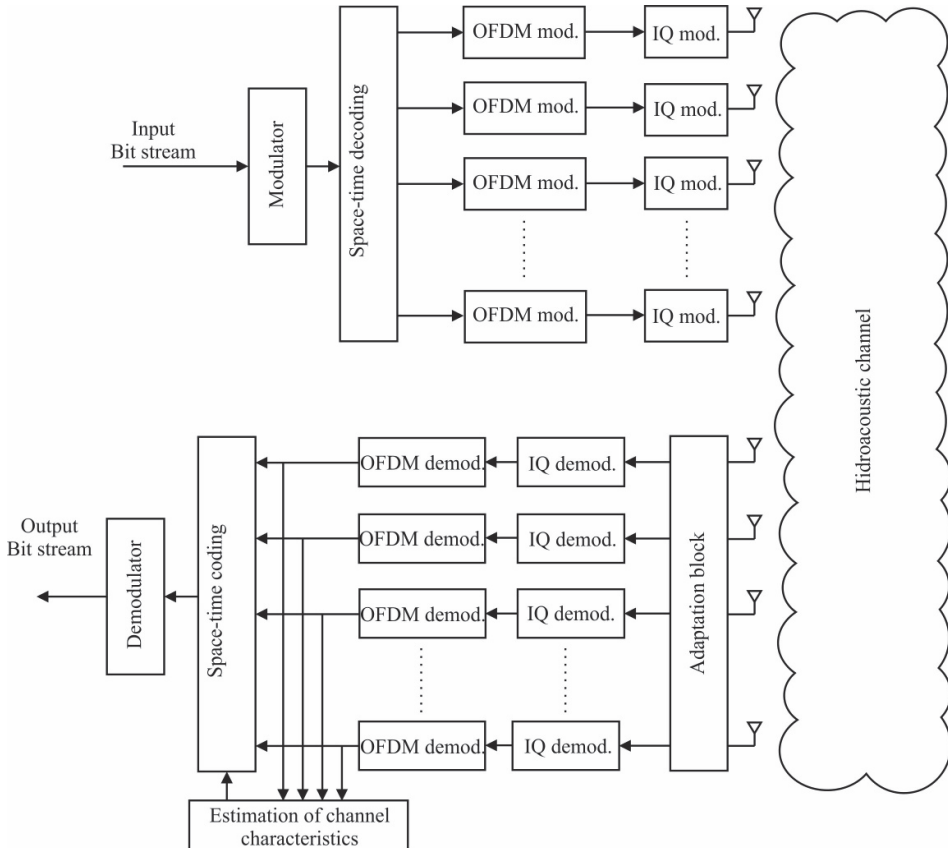 Input
Bit stream
Modulator
Space-time decoding
OFDM mod.
IQ mod.
OFDM mod.
IQ mod.
OFDM mod.
IQ mod.
OFDM mod.
IQ mod.
Hidroacoustic channel
Output
Bit stream
Demodulator
Space-time coding
OFDM demod.
IQ demod.
OFDM demod.
IQ demod.
OFDM demod.
IQ demod.
OFDM demod.
IQ demod.
Adaptation block
Estimation of channel
characteristics